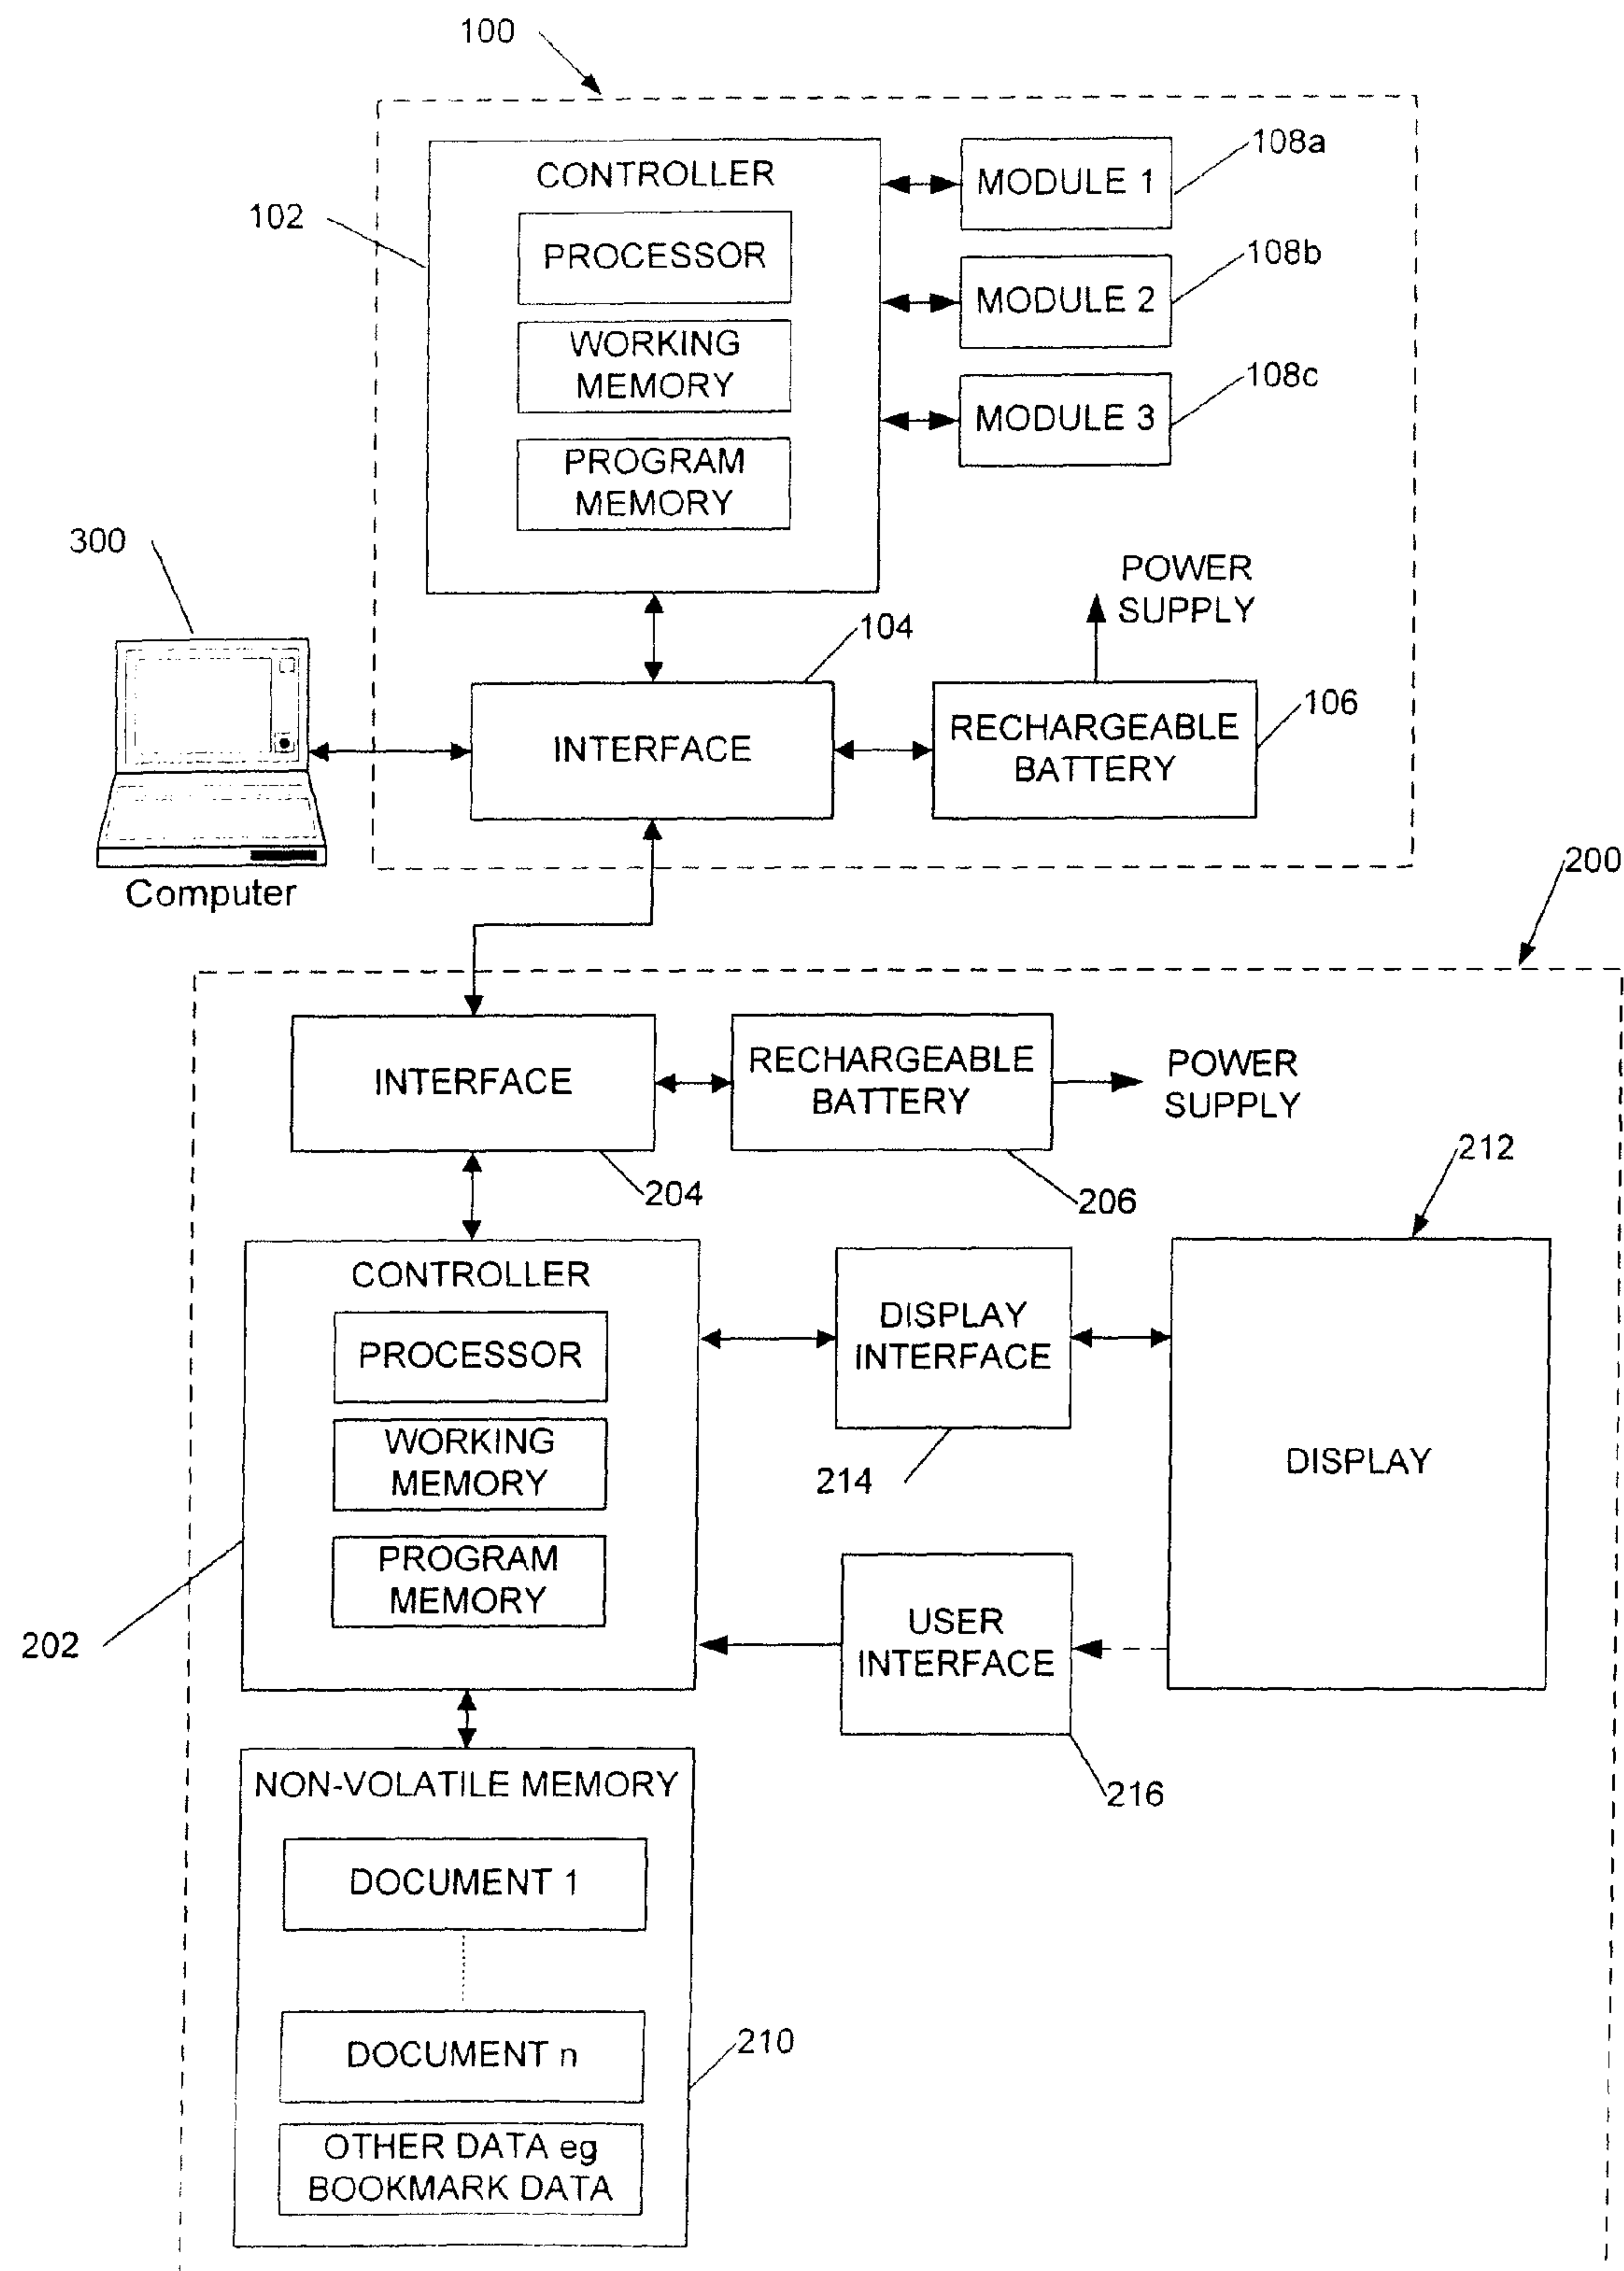 100
CONTROLLER
PROCESSOR
WORKING
MEMORY
PROGRAM
MEMORY
102
MODULE 1
108a
MODULE 2
108b
MODULE 3
108c
300
Computer
POWER
SUPPLY
104
INTERFACE
RECHARGEABLE
BATTERY
106
200
INTERFACE
204
RECHARGEABLE
BATTERY
206
POWER
SUPPLY
212
CONTROLLER
PROCESSOR
WORKING
MEMORY
PROGRAM
MEMORY
202
DISPLAY
INTERFACE
214
DISPLAY
USER
INTERFACE
216
NON-VOLATILE MEMORY
DOCUMENT 1
DOCUMENT n
210
OTHER DATA eg
BOOKMARK DATA